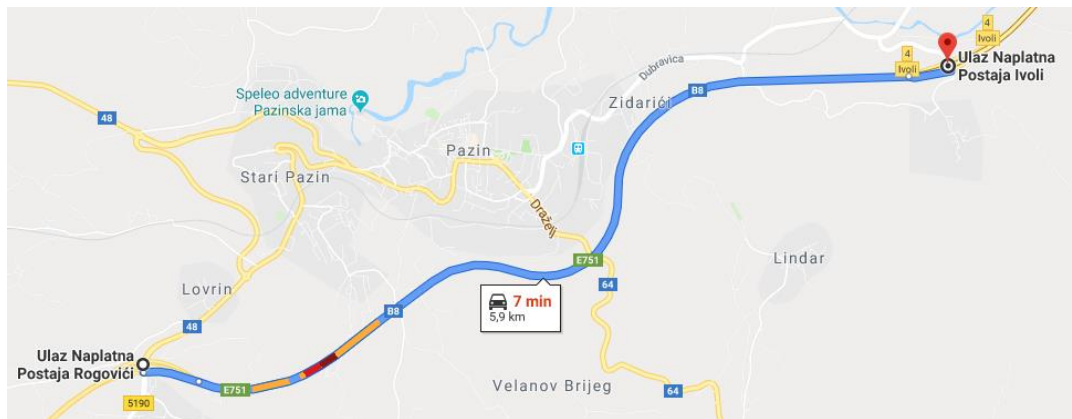 4
Ivoli
4
Ivoli
Ulaz Naplatna
Postaja Ivoli
Dubravica
B8
Zidarići
Speleo adventure
Pazinska jama
48
Pazin
Stari Pazin
Dražej
E751
Lindar
64
7 min
5,9 km
Lovrin
B8
48
Ulaz Naplatna
Postaja Rogovići
E751
Velanov Brijeg
64
5190